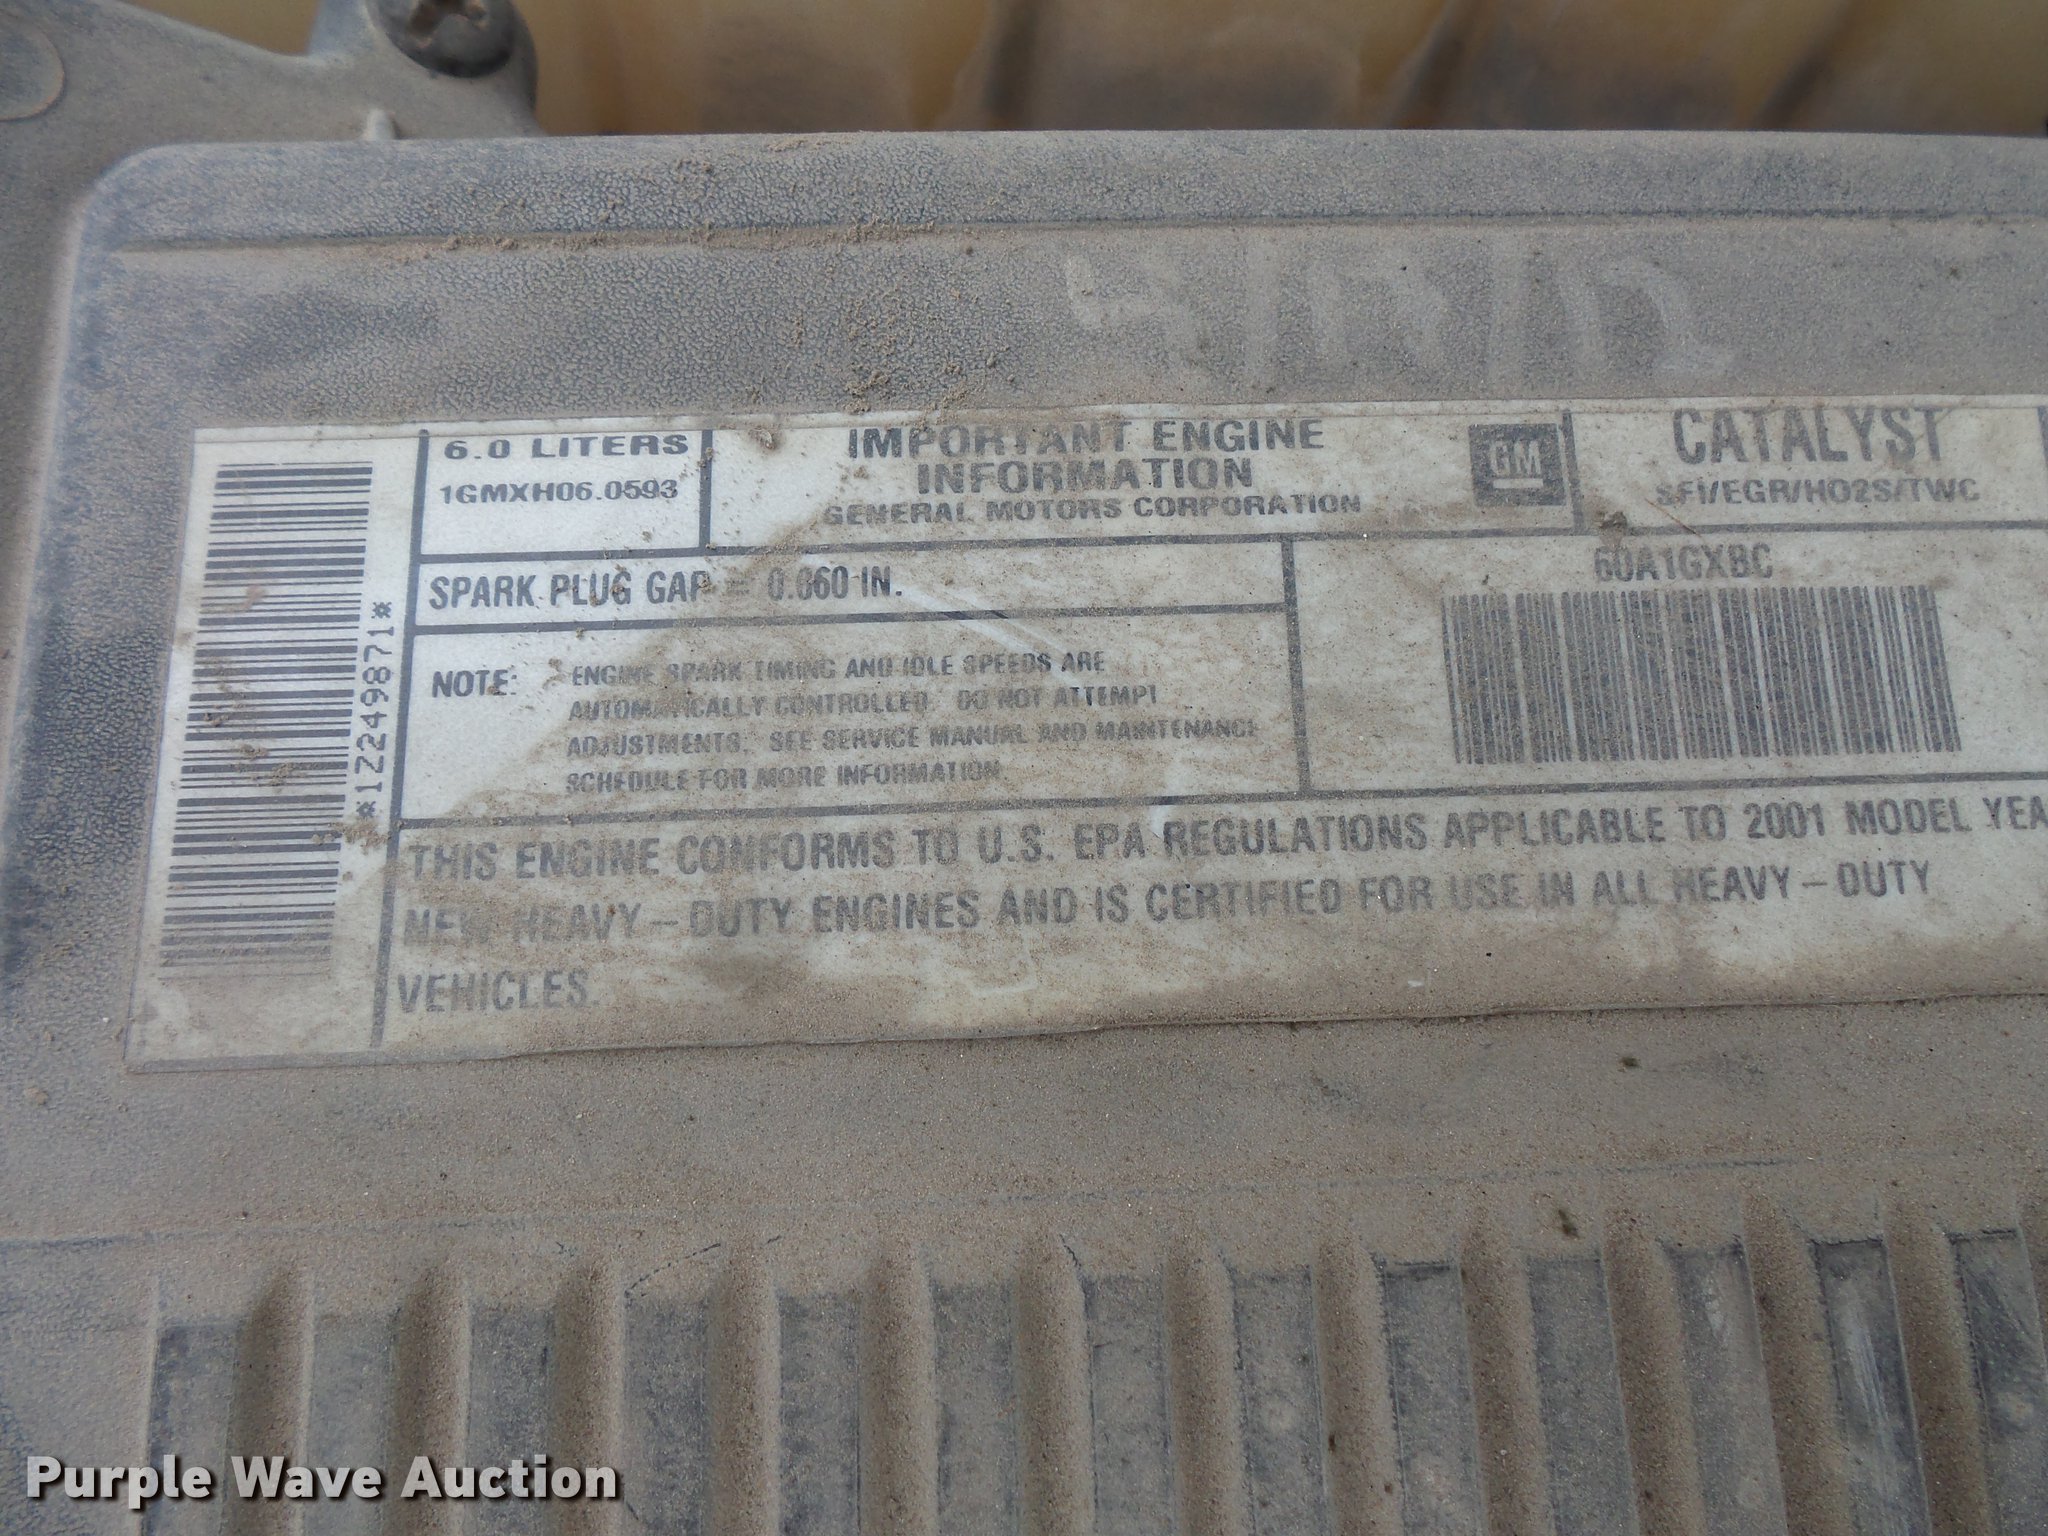 6.0 LITERS
1GMXH06.0593
IMPORTANT ENGINE
INFORMATION
GENERAL MOTORS CORPORATION
GM
CATALYST
SFI/EGR/HO2S/TWC
SPARK PLUG GAP = 0.060 IN.
60A1GXBC
NOTE: ENGINE SPARK TIMING AND IDLE SPEEDS ARE
AUTOMATICALLY CONTROLLED. DO NOT ATTEMPT
ADJUSTMENTS. SEE SERVICE MANUAL AND MAINTENANCE
SCHEDULE FOR MORE INFORMATION.
*12249871*
THIS ENGINE CONFORMS TO U.S. EPA REGULATIONS APPLICABLE TO 2001 MODEL YEA
NEW HEAVY-DUTY ENGINES AND IS CERTIFIED FOR USE IN ALL HEAVY-DUTY
VEHICLES.
Purple Wave Auction